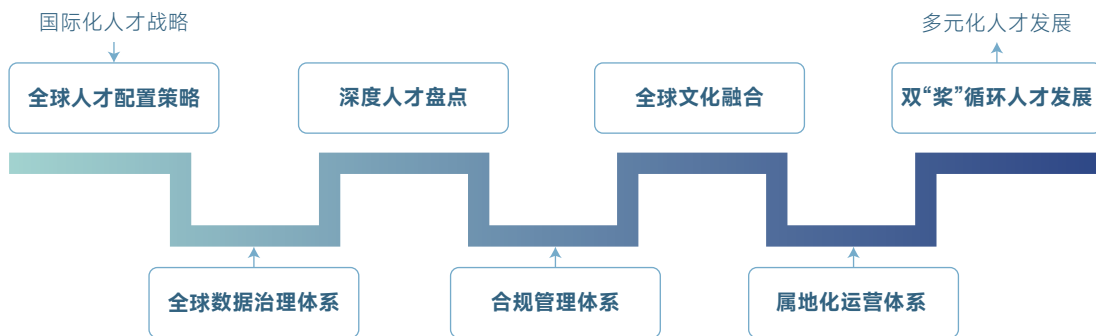 国际化人才战略
多元化人才发展
全球人才配置策略
深度人才盘点
全球文化融合
双“桨”循环人才发展
全球数据治理体系
合规管理体系
属地化运营体系